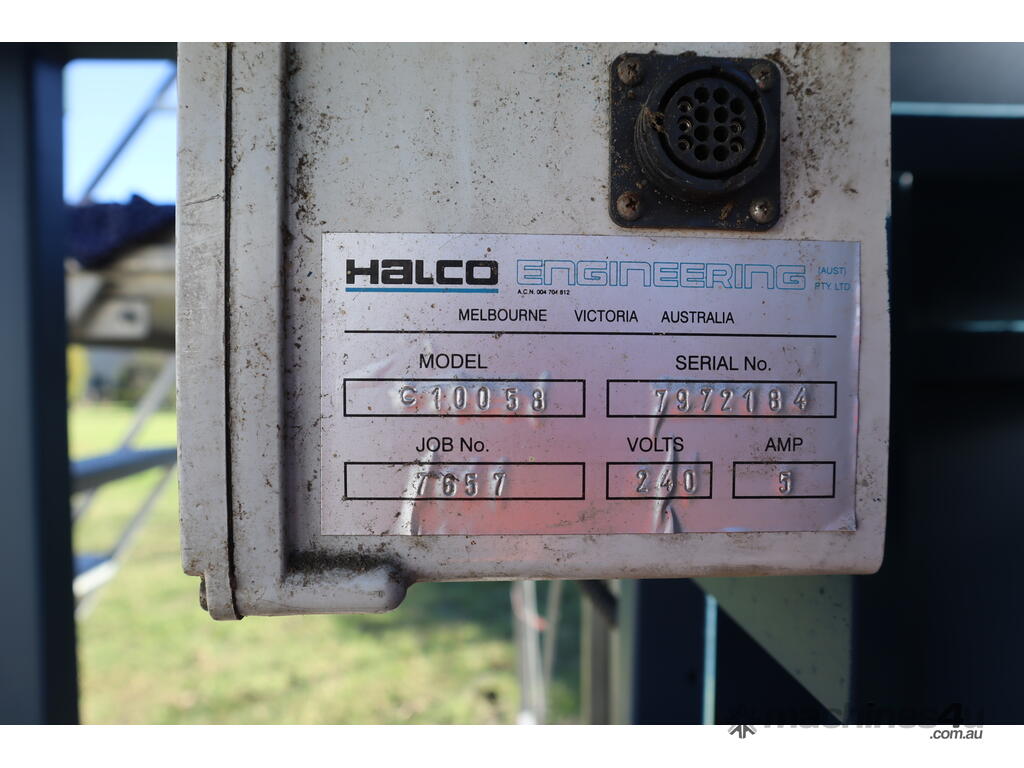 HALCO ENGINEERING (AUST) PTY. LTD
A.C.N. 004 704 812
MELBOURNE VICTORIA AUSTRALIA
MODEL SERIAL No.
C10058 7972184
JOB No. VOLTS AMP
7657 240 5
machines4u
.com.au